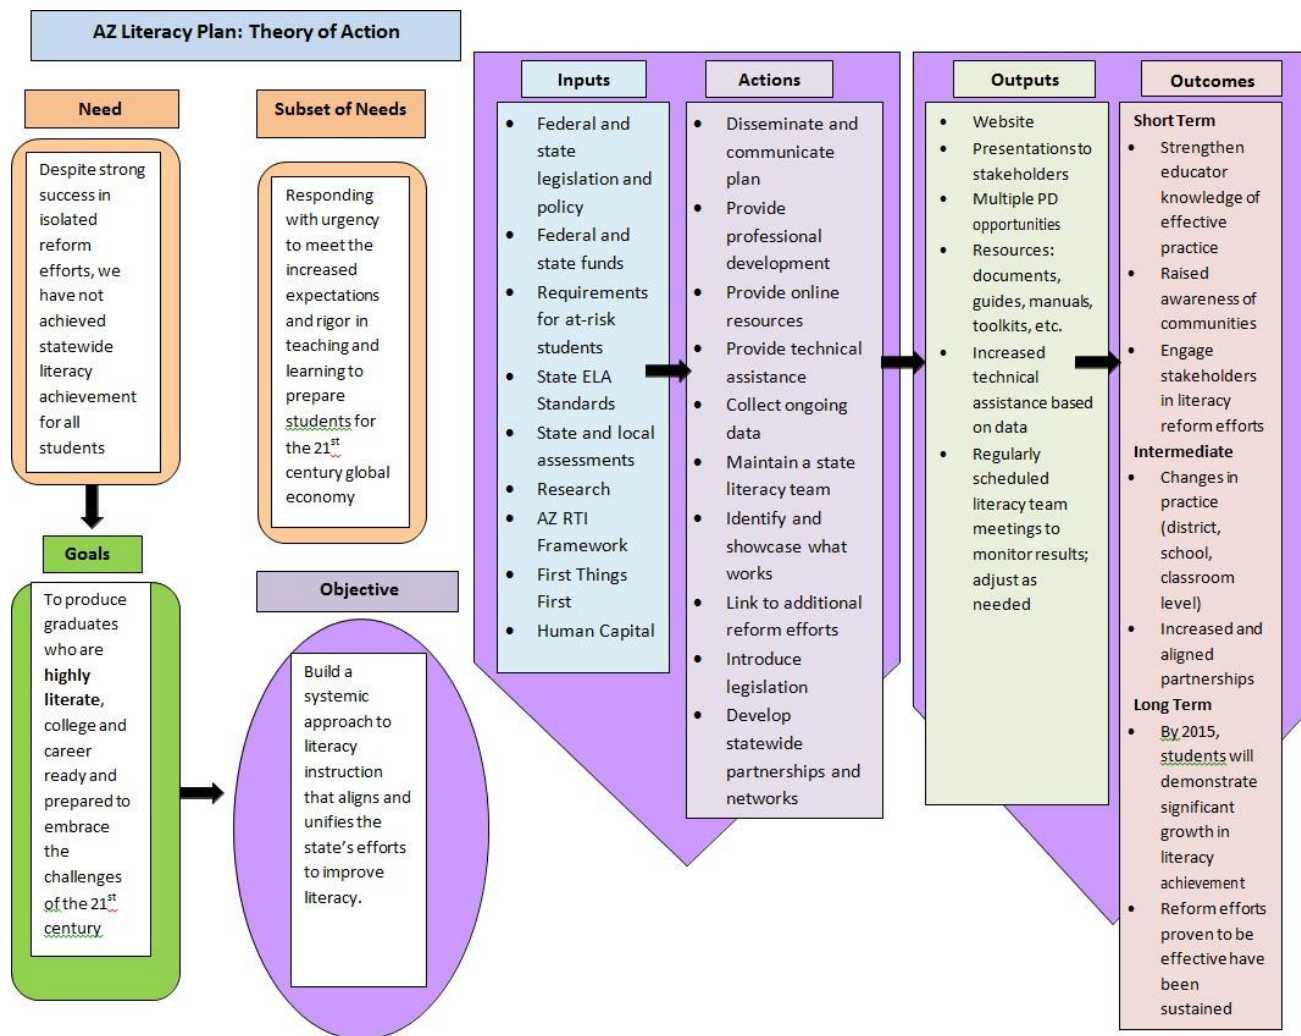 AZ Literacy Plan: Theory of Action
Need
Despite strong
success in
isolated
reform
efforts, we
have not
achieved
statewide
literacy
achievement
for all
students
Subset of Needs
Responding
with urgency
to meet the
increased
expectations
and rigor in
teaching and
learning to
prepare
students for
the 21st
century global
economy
Goals
To produce
graduates
who are
highly
literate,
college and
career
ready and
prepared to
embrace
the
challenges
of the 21st
century
Objective
Build a
systemic
approach to
literacy
instruction
that aligns and
unifies the
state's efforts
to improve
literacy.
Inputs
• Federal and
state
legislation and
policy
• Federal and
state funds
• Requirements
for at-risk
students
• State ELA
Standards
• State and local
assessments
• Research
• AZ RTI
Framework
• First Things
First
• Human Capital
Actions
• Disseminate and
communicate
plan
• Provide
professional
development
• Provide online
resources
• Provide technical
assistance
• Collect ongoing
data
• Maintain a state
literacy team
• Identify and
showcase what
works
• Link to additional
reform efforts
• Introduce
legislation
• Develop
statewide
partnerships and
networks
Outputs
• Website
• Presentations to
stakeholders
• Multiple PD
opportunities
• Resources:
documents,
guides, manuals,
toolkits, etc.
• Increased
technical
assistance based
on data
• Regularly
scheduled
literacy team
meetings to
monitor results;
adjust as
needed
Outcomes
Short Term
• Strengthen
educator
knowledge of
effective
practice
• Raised
awareness of
communities
• Engage
stakeholders
in literacy
reform efforts
Intermediate
• Changes in
practice
(district,
school,
classroom
level)
• Increased and
aligned
partnerships
Long Term
• By 2015,
students will
demonstrate
significant
growth in
literacy
achievement
• Reform efforts
proven to be
effective have
been
sustained